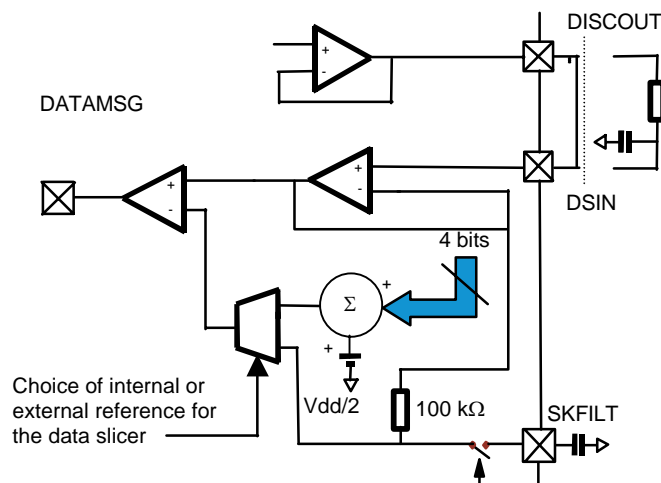 DISCOUT
+
-
DATAMSG
+
-
+
-
DSIN
4 bits
+
Σ
+
Vdd/2
Choice of internal or
external reference for
the data slicer
100 kΩ
SKFILT